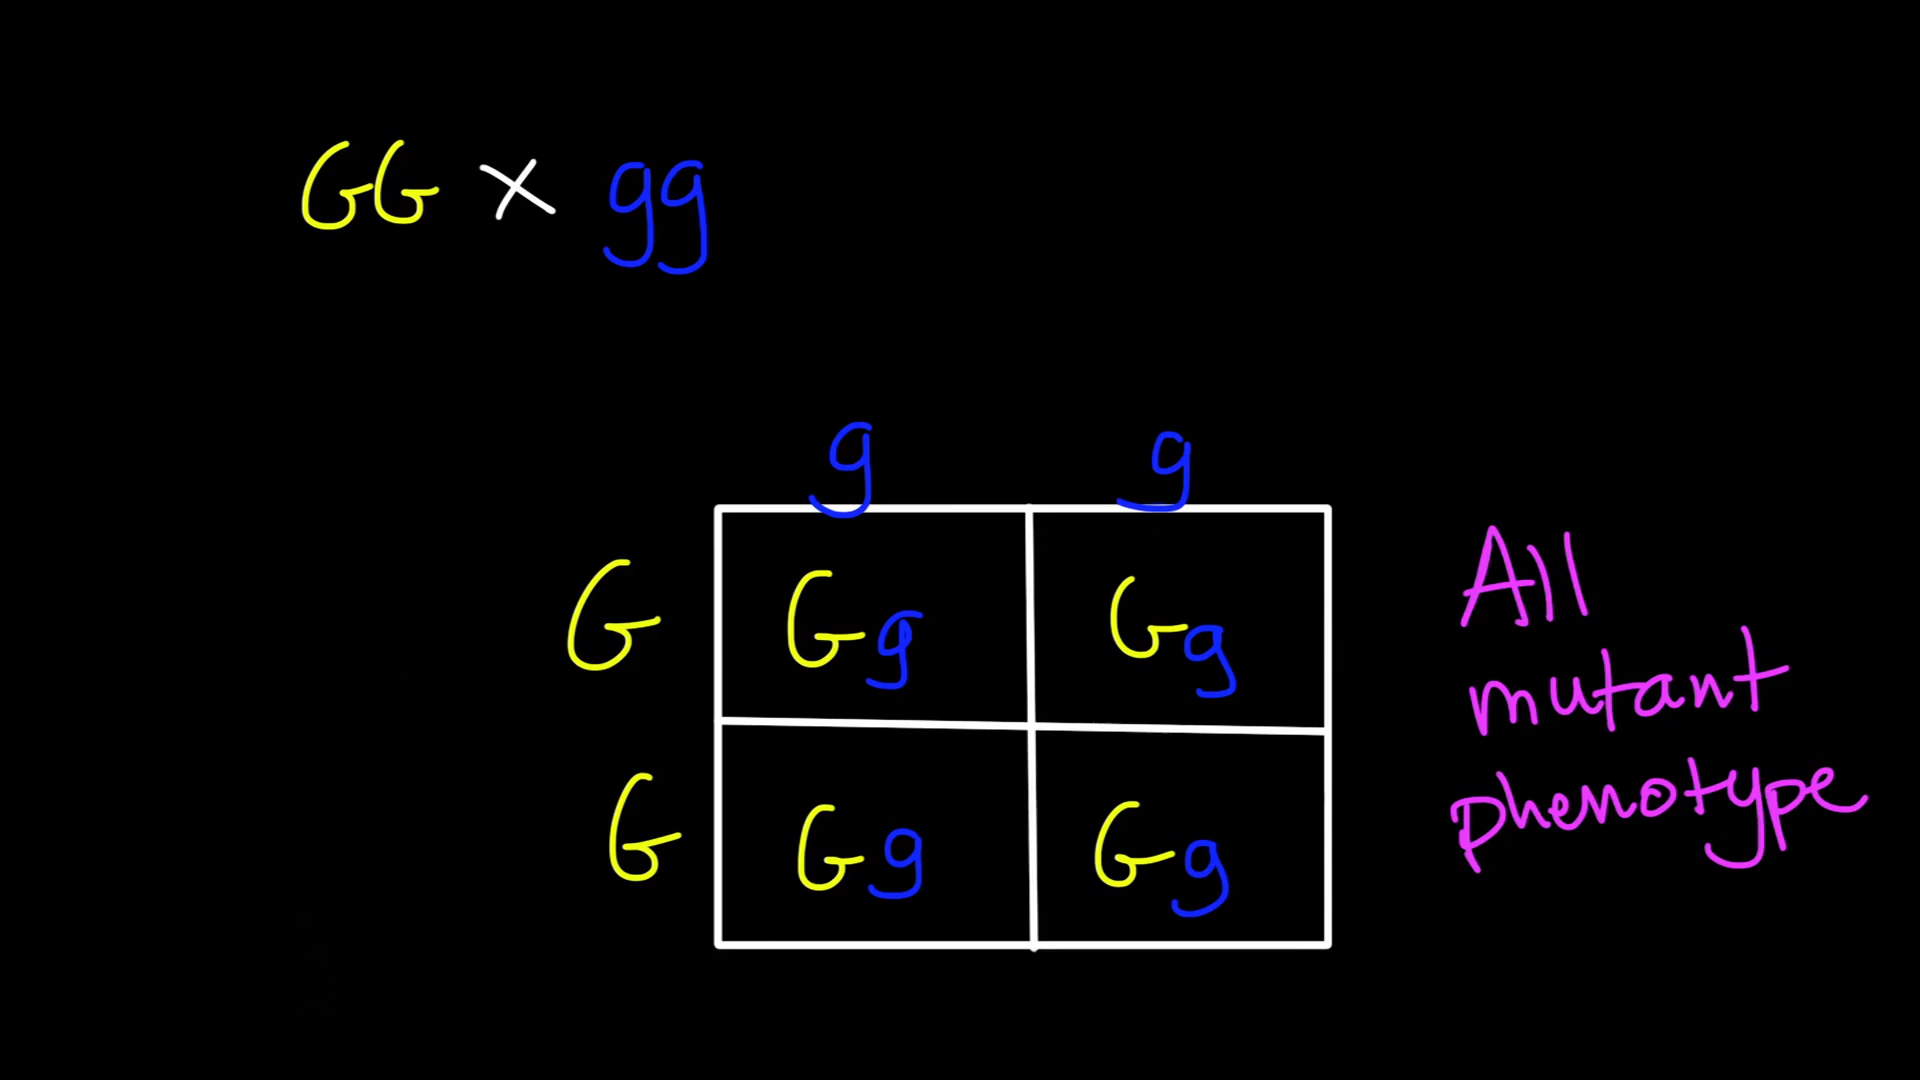 GG × gg
g g
G Gg Gg
G Gg Gg
All
mutant
phenotype